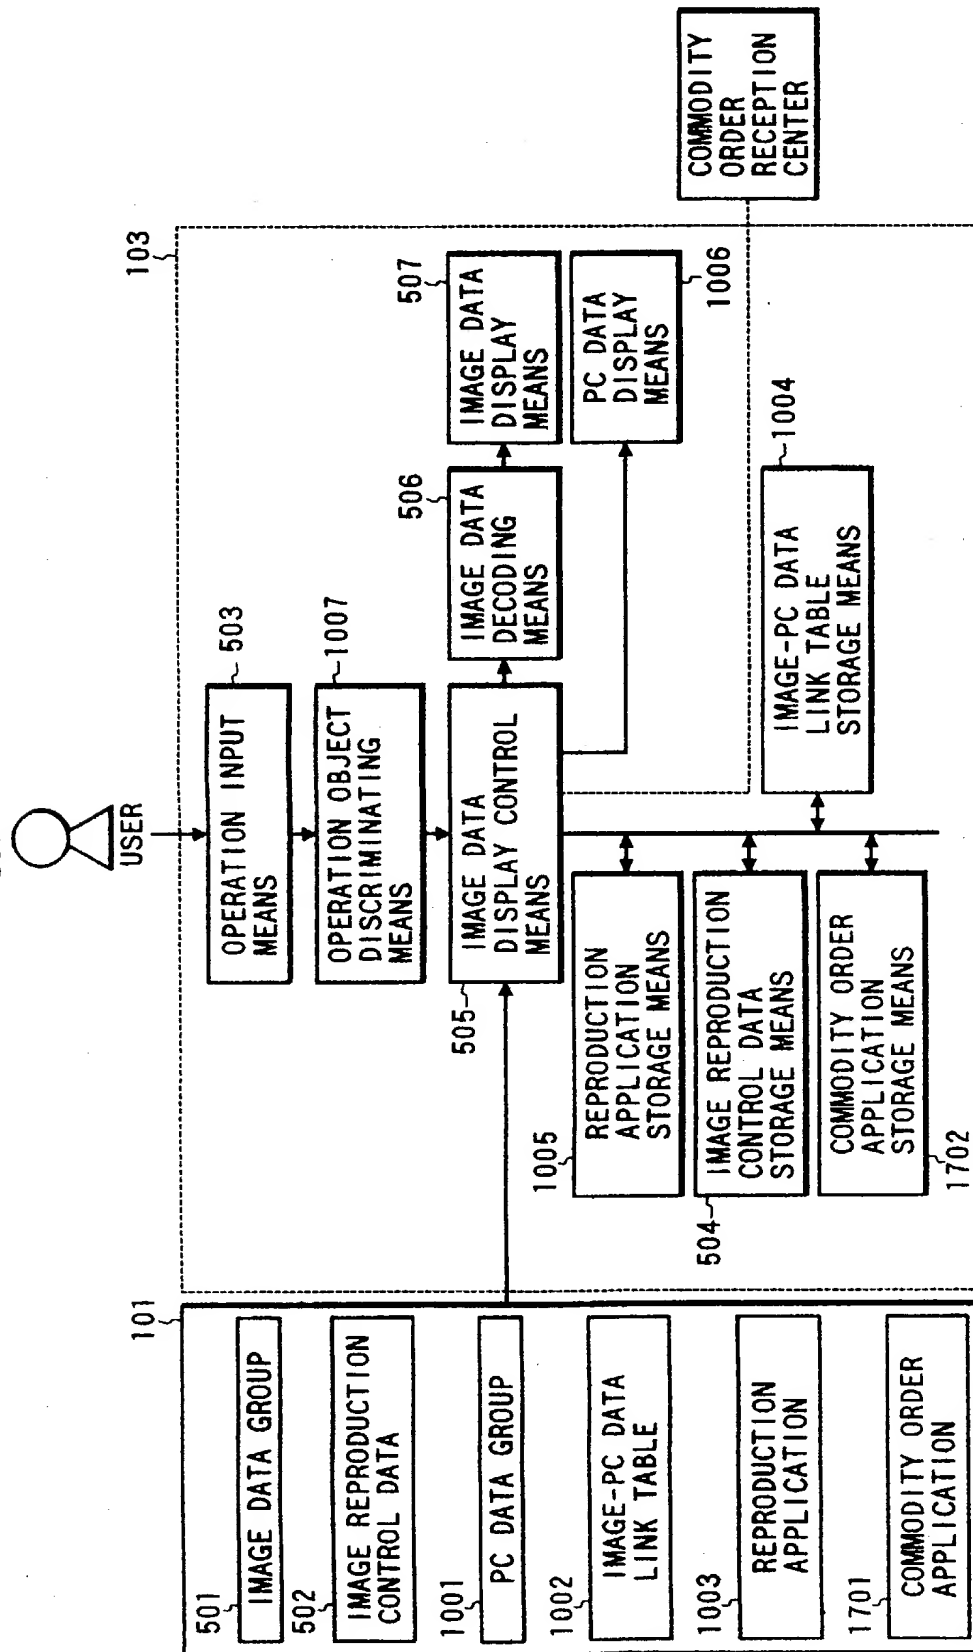 USER
103
OPERATION INPUT
MEANS
503
OPERATION OBJECT
DISCRIMINATING
MEANS
1007
IMAGE DATA
DISPLAY CONTROL
MEANS
505
IMAGE DATA
DECODING
MEANS
506
IMAGE DATA
DISPLAY
MEANS
507
PC DATA
DISPLAY
MEANS
1006
COMMODITY
ORDER
RECEPTION
CENTER
REPRODUCTION
APPLICATION
STORAGE MEANS
1005
IMAGE REPRODUCTION
CONTROL DATA
STORAGE MEANS
504
COMMODITY ORDER
APPLICATION
STORAGE MEANS
1702
IMAGE-PC DATA
LINK TABLE
STORAGE MEANS
1004
101
501
IMAGE DATA GROUP
502
IMAGE REPRODUCTION
CONTROL DATA
1001
PC DATA GROUP
1002
IMAGE-PC DATA
LINK TABLE
1003
REPRODUCTION
APPLICATION
1701
COMMODITY ORDER
APPLICATION